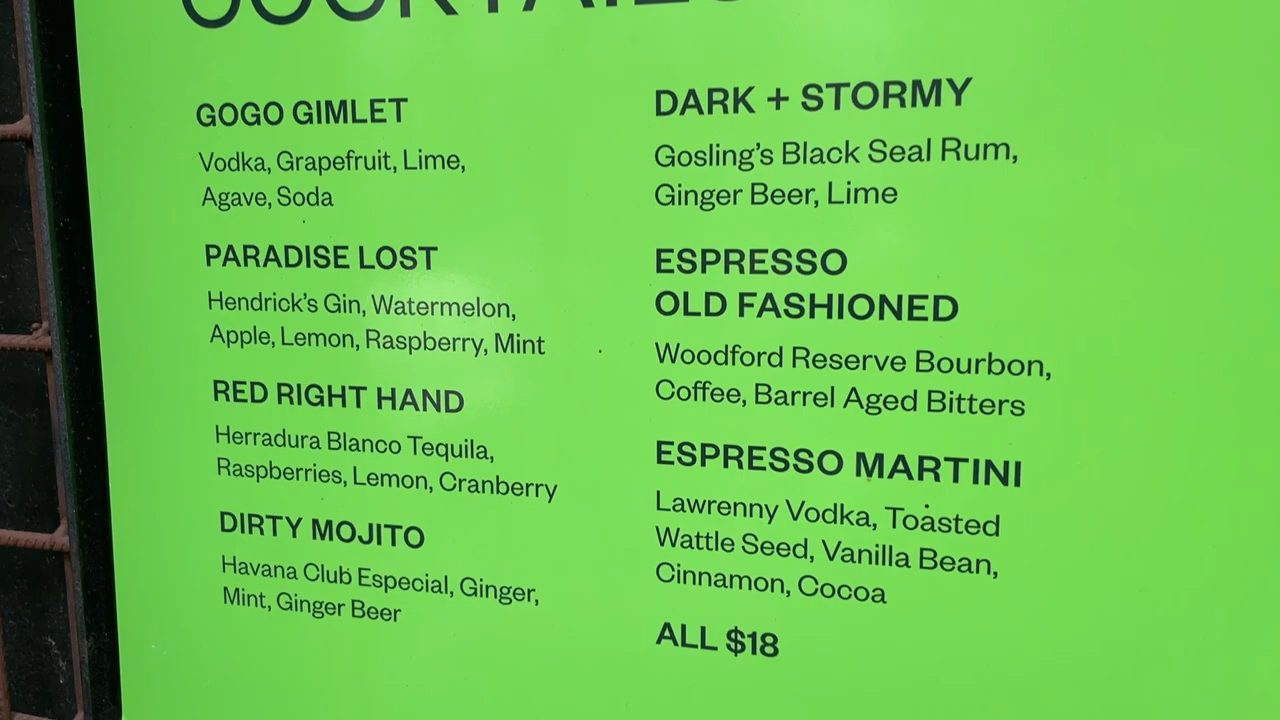 COCKTAILS
GOGO GIMLET
Vodka, Grapefruit, Lime,
Agave, Soda
PARADISE LOST
Hendrick's Gin, Watermelon,
Apple, Lemon, Raspberry, Mint
RED RIGHT HAND
Herradura Blanco Tequila,
Raspberries, Lemon, Cranberry
DIRTY MOJITO
Havana Club Especial, Ginger,
Mint, Ginger Beer
DARK + STORMY
Gosling's Black Seal Rum,
Ginger Beer, Lime
ESPRESSO
OLD FASHIONED
Woodford Reserve Bourbon,
Coffee, Barrel Aged Bitters
ESPRESSO MARTINI
Lawrenny Vodka, Toasted
Wattle Seed, Vanilla Bean,
Cinnamon, Cocoa
ALL $18